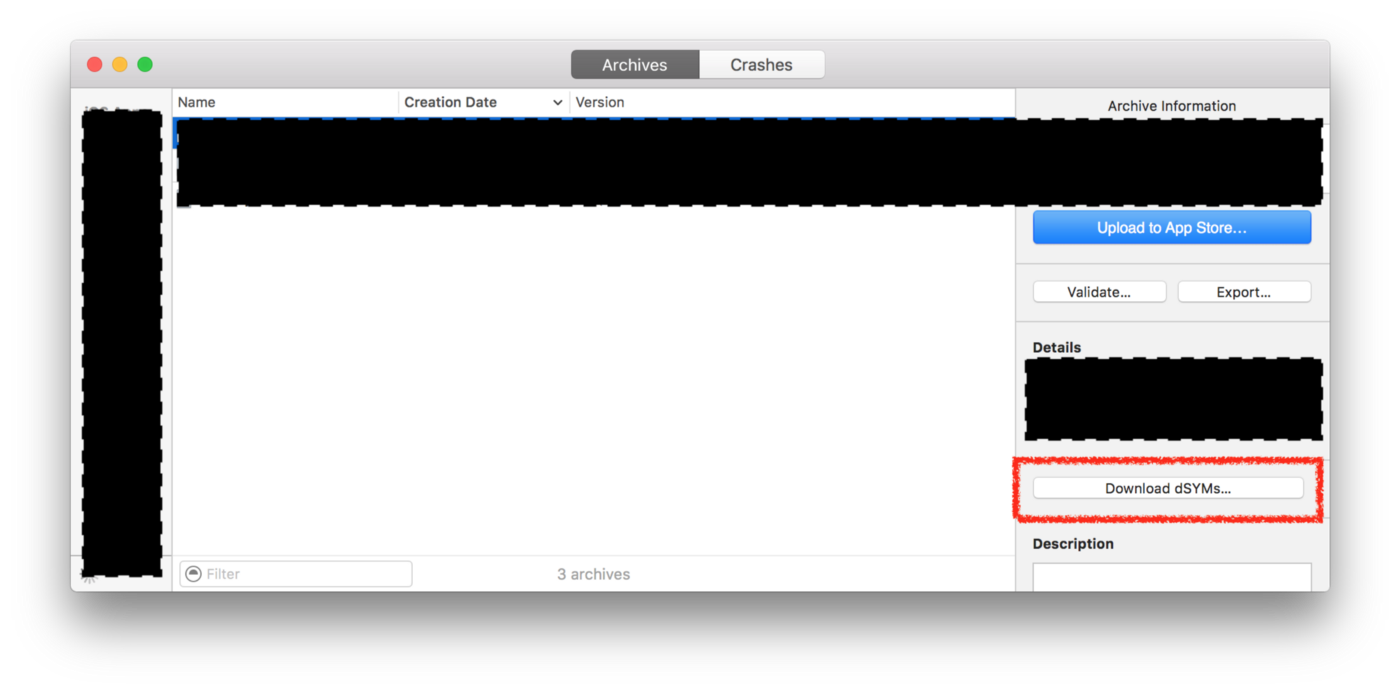 Archives Crashes
Name Creation Date Version
Archive Information
Upload to App Store...
Validate... Export...
Details
Download dSYMs...
Description
Filter 3 archives